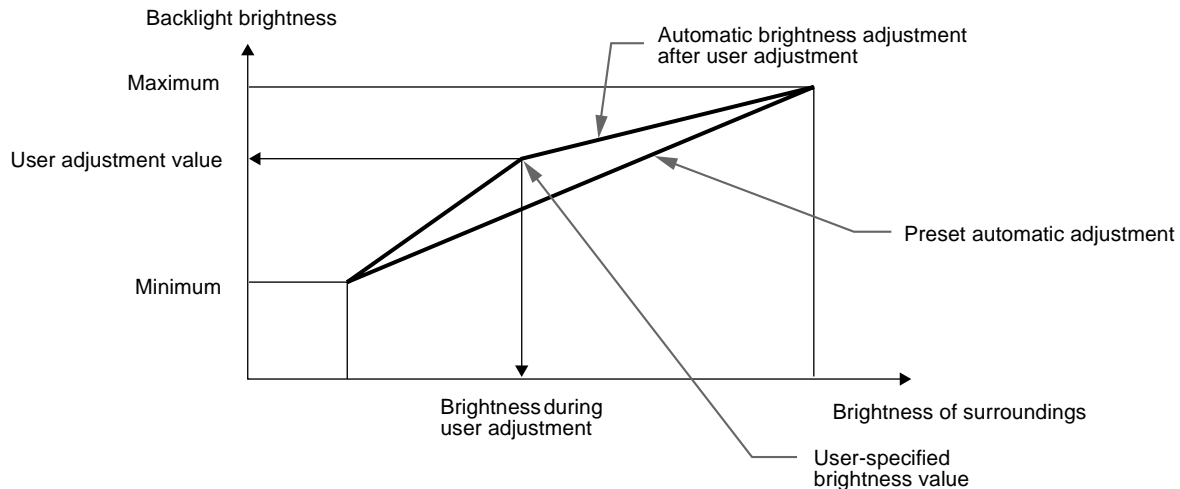 Backlight brightness
Automatic brightness adjustment
after user adjustment
Maximum
User adjustment value
Preset automatic adjustment
Minimum
Brightness during
user adjustment
Brightness of surroundings
User-specified
brightness value